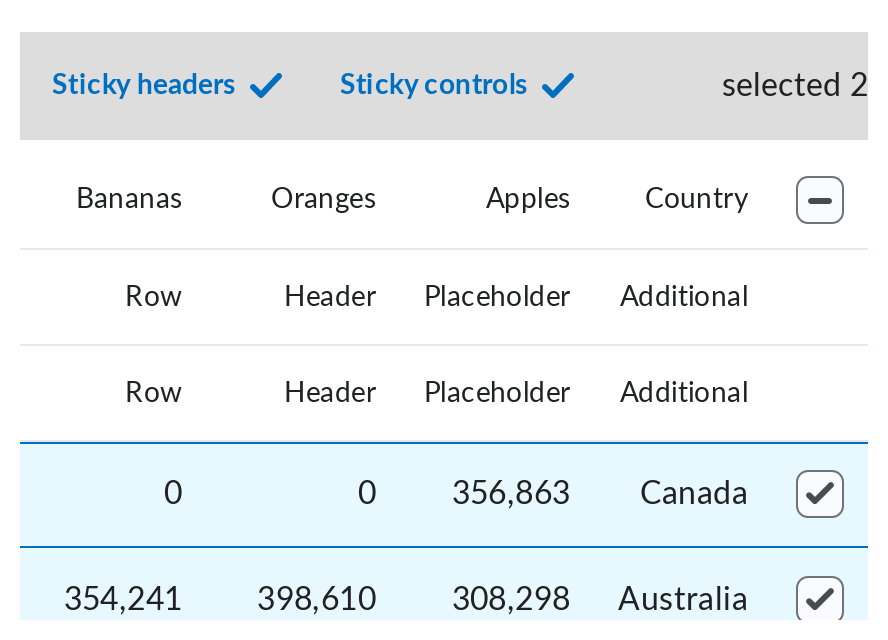 Sticky headers Sticky controls selected 2
Bananas Oranges Apples Country
Row Header Placeholder Additional
Row Header Placeholder Additional
0 0 356,863 Canada
354,241 398,610 308,298 Australia